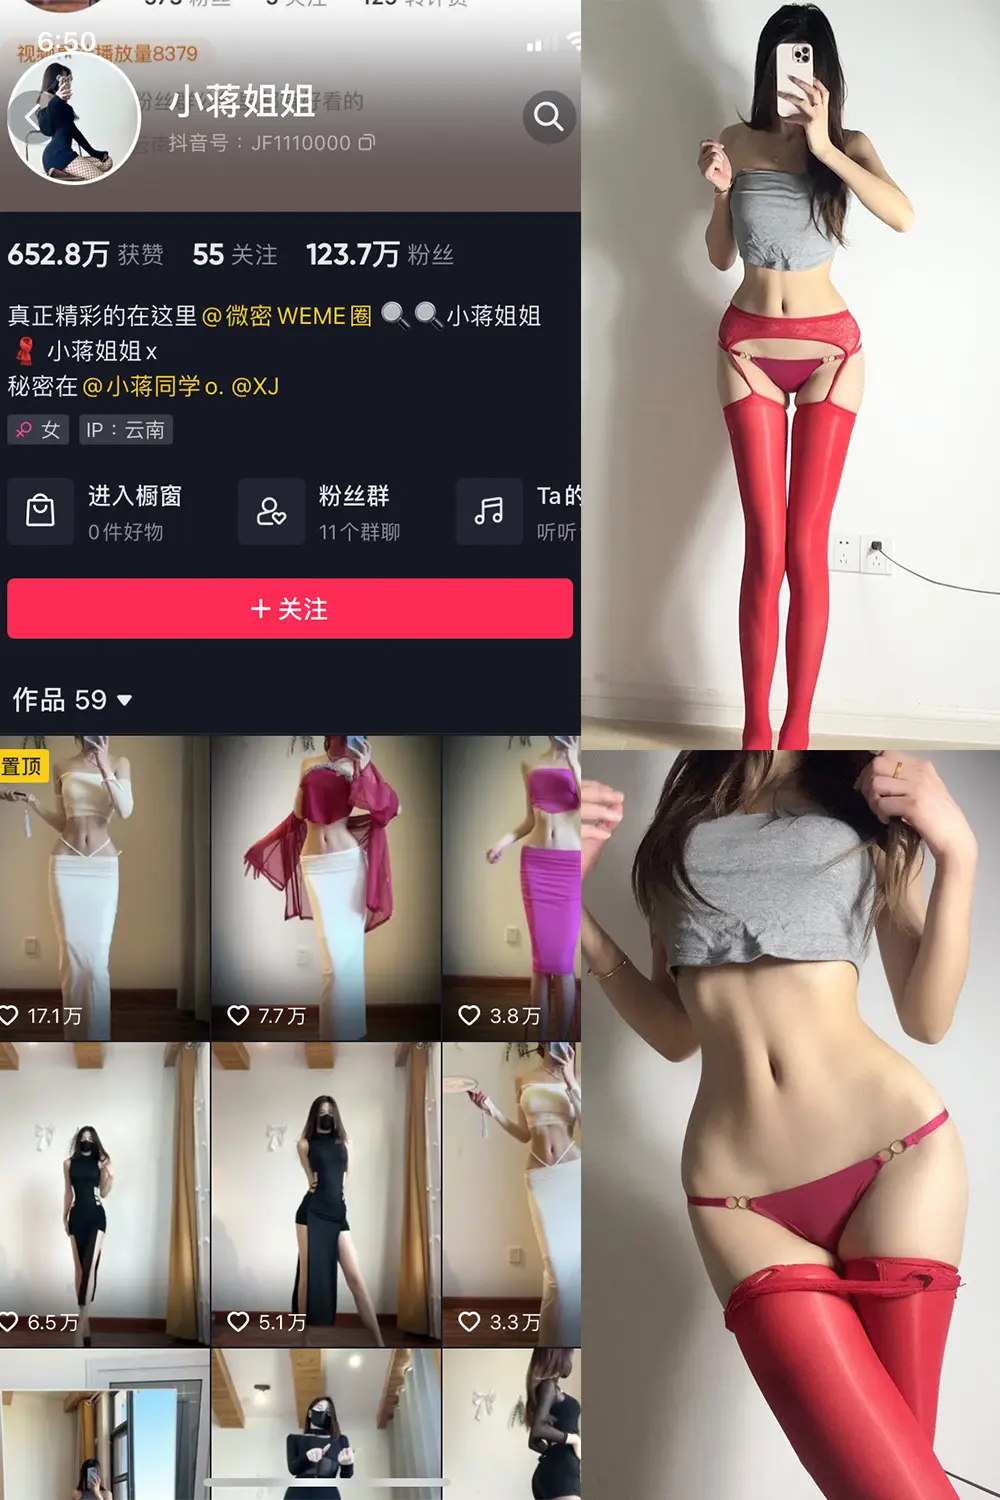 6:50
播放量8379
小蒋姐姐
抖音号：JF1110000
652.8万 获赞 55 关注 123.7万 粉丝
真正精彩的在这里@微密 WEME圈 🔍🔍小蒋姐姐
小蒋姐姐x
秘密在@小蒋同学o. @XJ
女 IP：云南
进入橱窗
0件好物
粉丝群
11个群聊
Ta的
听听
+ 关注
作品 59
置顶
17.1万 7.7万 3.8万
6.5万 5.1万 3.3万